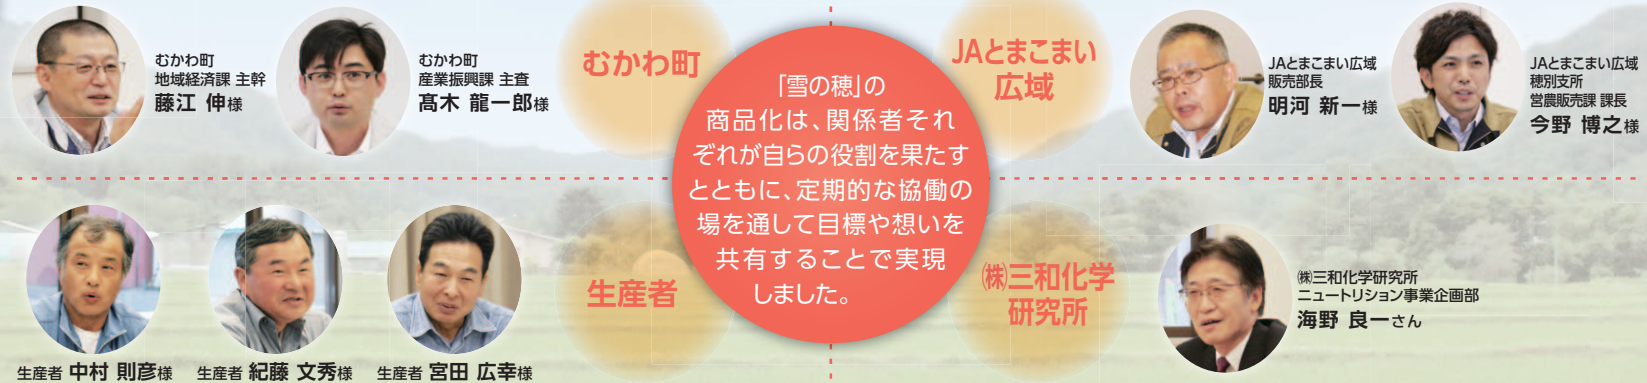 むかわ町
地域経済課 主幹
藤江 伸様
むかわ町
産業振興課 主査
髙木 龍一郎様
むかわ町
JAとまこまい
広域
JAとまこまい広域
販売部長
明河 新一様
JAとまこまい広域
穂別支所
営農販売課 課長
今野 博之様
「雪の穂」の
商品化は、関係者それ
ぞれが自らの役割を果たす
とともに、定期的な協働の
場を通して目標や想いを
共有することで実現
しました。
生産者 中村 則彦様
生産者 紀藤 文秀様
生産者 宮田 広幸様
生産者
㈱三和化学
研究所
㈱三和化学研究所
ニュートリション事業企画部
海野 良一さん